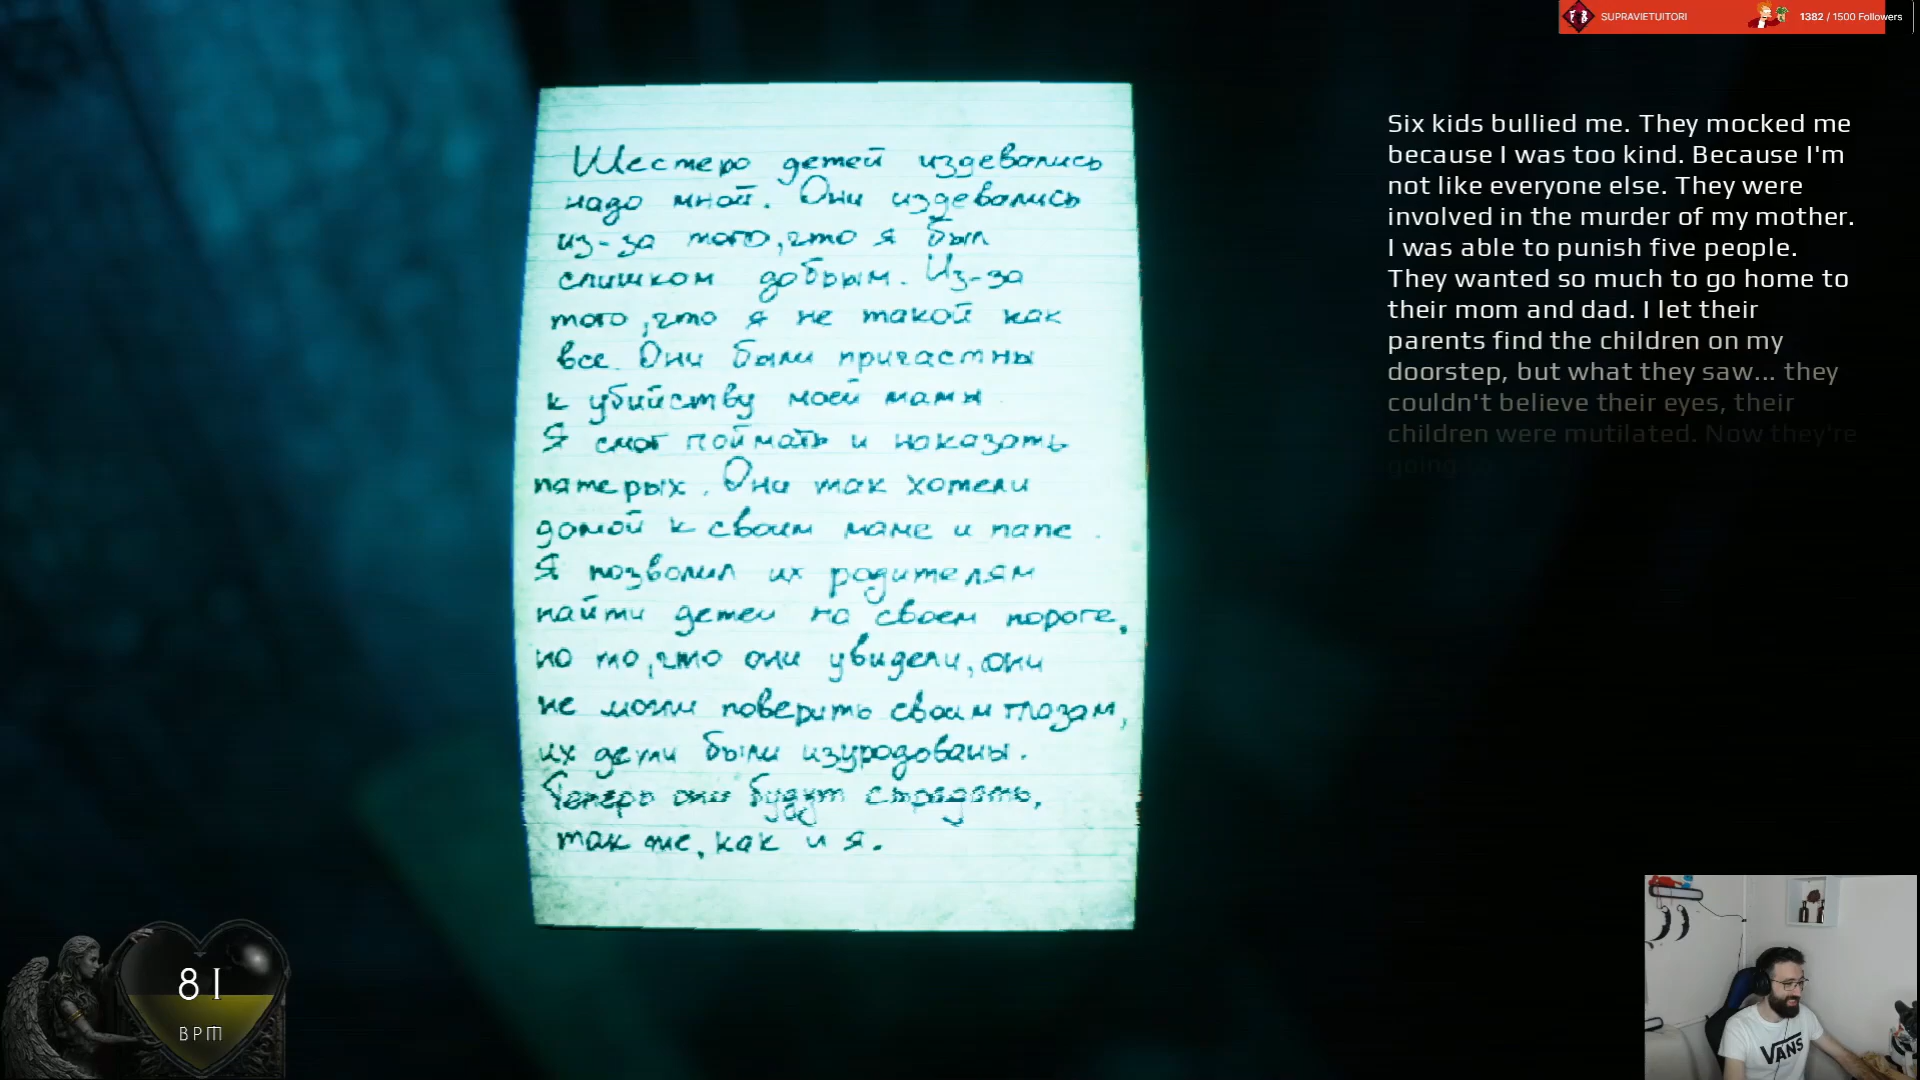 SUPRAVIETUITORI
1382 / 1500 Followers
Шестеро детей издевались
надо мной. Они издевались
из-за того, что я был
слишком добрым. Из-за
того, что я не такой как
все. Они были причастны
к убийству моей мамы
Я смог поймать и наказать
пятерых. Они так хотели
домой к своим маме и папе.
Я позволил их родителям
найти детей на своем пороге,
но то, что они увидели, они
не могли поверить своим глазам,
их дети были изуродованы.
Теперь они будут страдать,
так же, как и я.
Six kids bullied me. They mocked me
because I was too kind. Because I'm
not like everyone else. They were
involved in the murder of my mother.
I was able to punish five people.
They wanted so much to go home to
their mom and dad. I let their
parents find the children on my
doorstep, but what they saw... they
couldn't believe their eyes, their
children were mutilated. Now they're
going
81
BPM
VANS